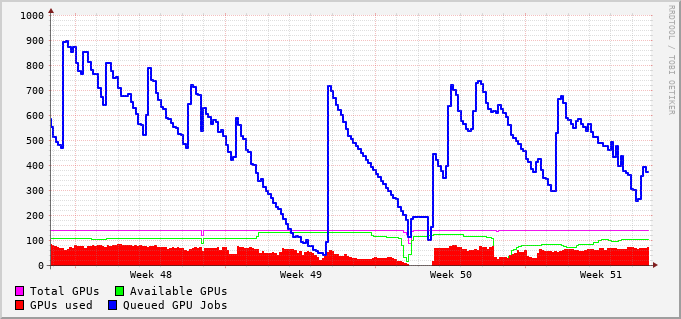 1000
900
800
700
600
500
400
300
200
100
0
Week 48 Week 49 Week 50 Week 51
Total GPUs Available GPUs
GPUs used Queued GPU Jobs
RRDTOOL / TOBI OETIKER